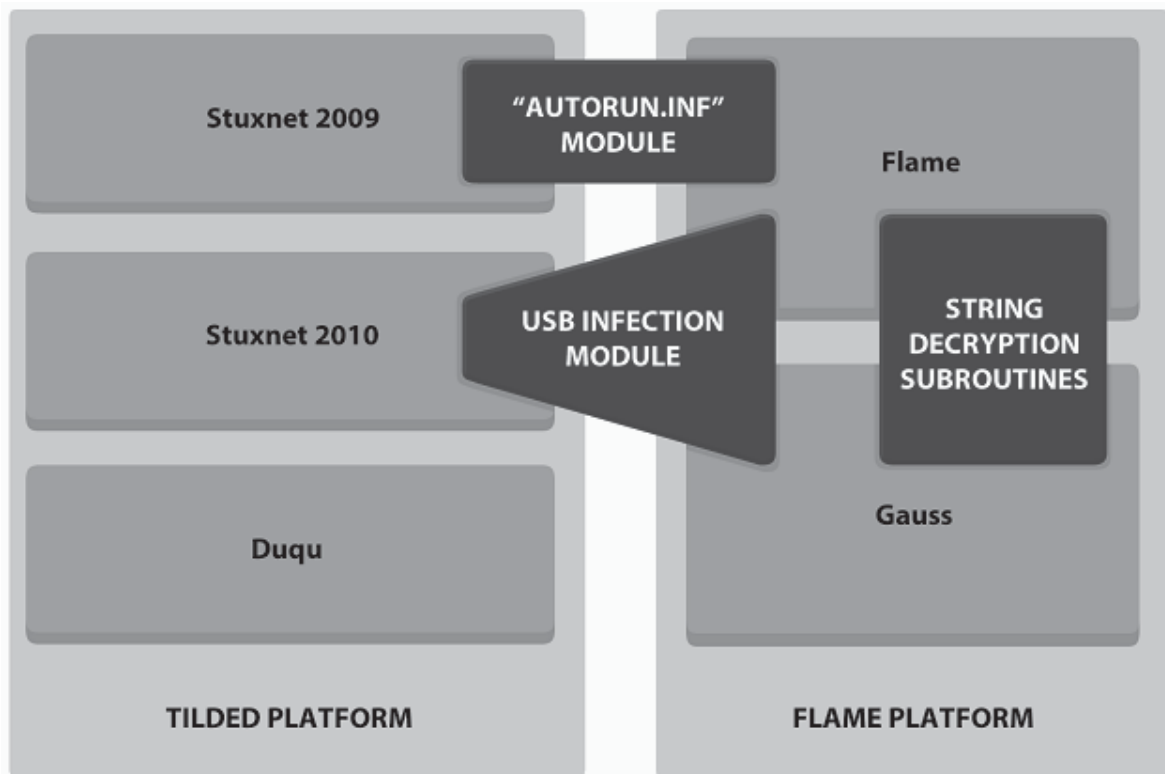 Stuxnet 2009
“AUTORUN.INF”
MODULE
Flame
Stuxnet 2010
USB INFECTION
MODULE
STRING
DECRYPTION
SUBROUTINES
Duqu
Gauss
TILDED PLATFORM
FLAME PLATFORM